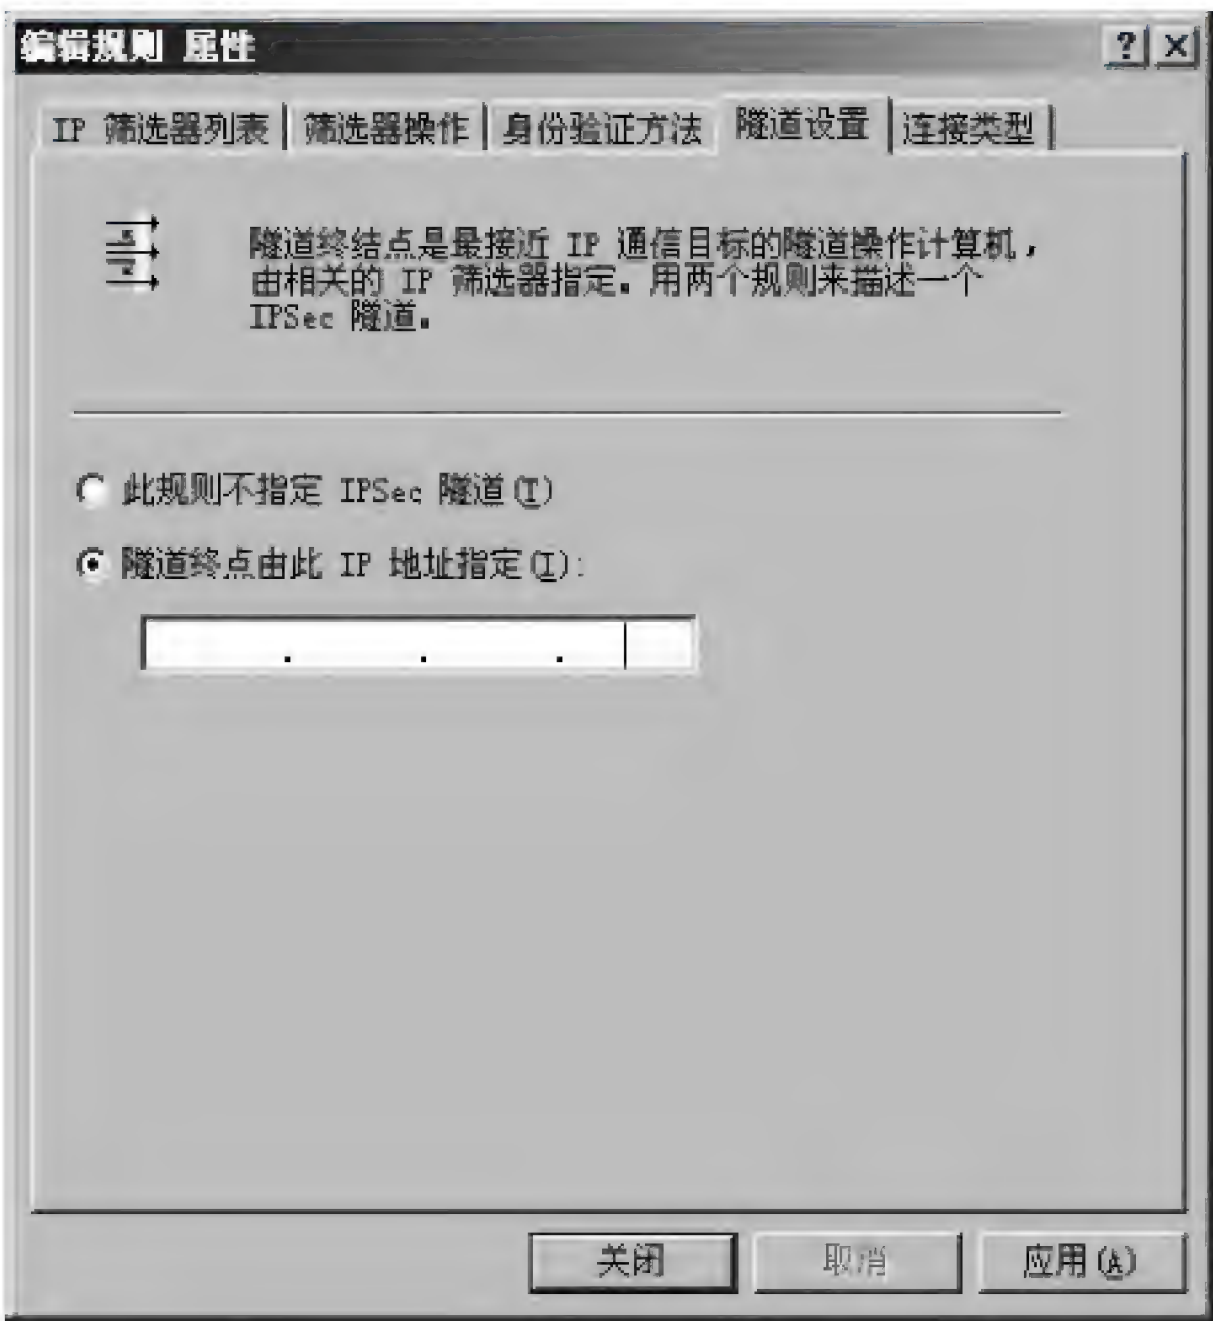 编辑规则 属性
IP 筛选器列表 筛选器操作 身份验证方法 隧道设置 连接类型
隧道终结点是最接近 IP 通信目标的隧道操作计算机，
由相关的 IP 筛选器指定。用两个规则来描述一个
IPSec 隧道。
此规则不指定 IPSec 隧道(T)
隧道终点由此 IP 地址指定(I):
. . .
关闭 取消 应用(A)